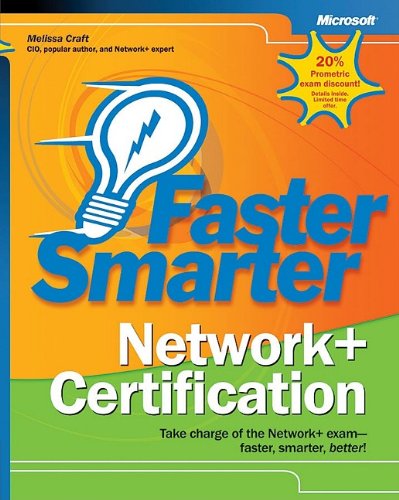 Microsoft
Melissa Craft
CIO, popular author, and Network+ expert
20%
Prometric
exam discount!
Details inside.
Limited time
offer.
Faster
Smarter
Network+
Certification
Take charge of the Network+ exam—
faster, smarter, better!